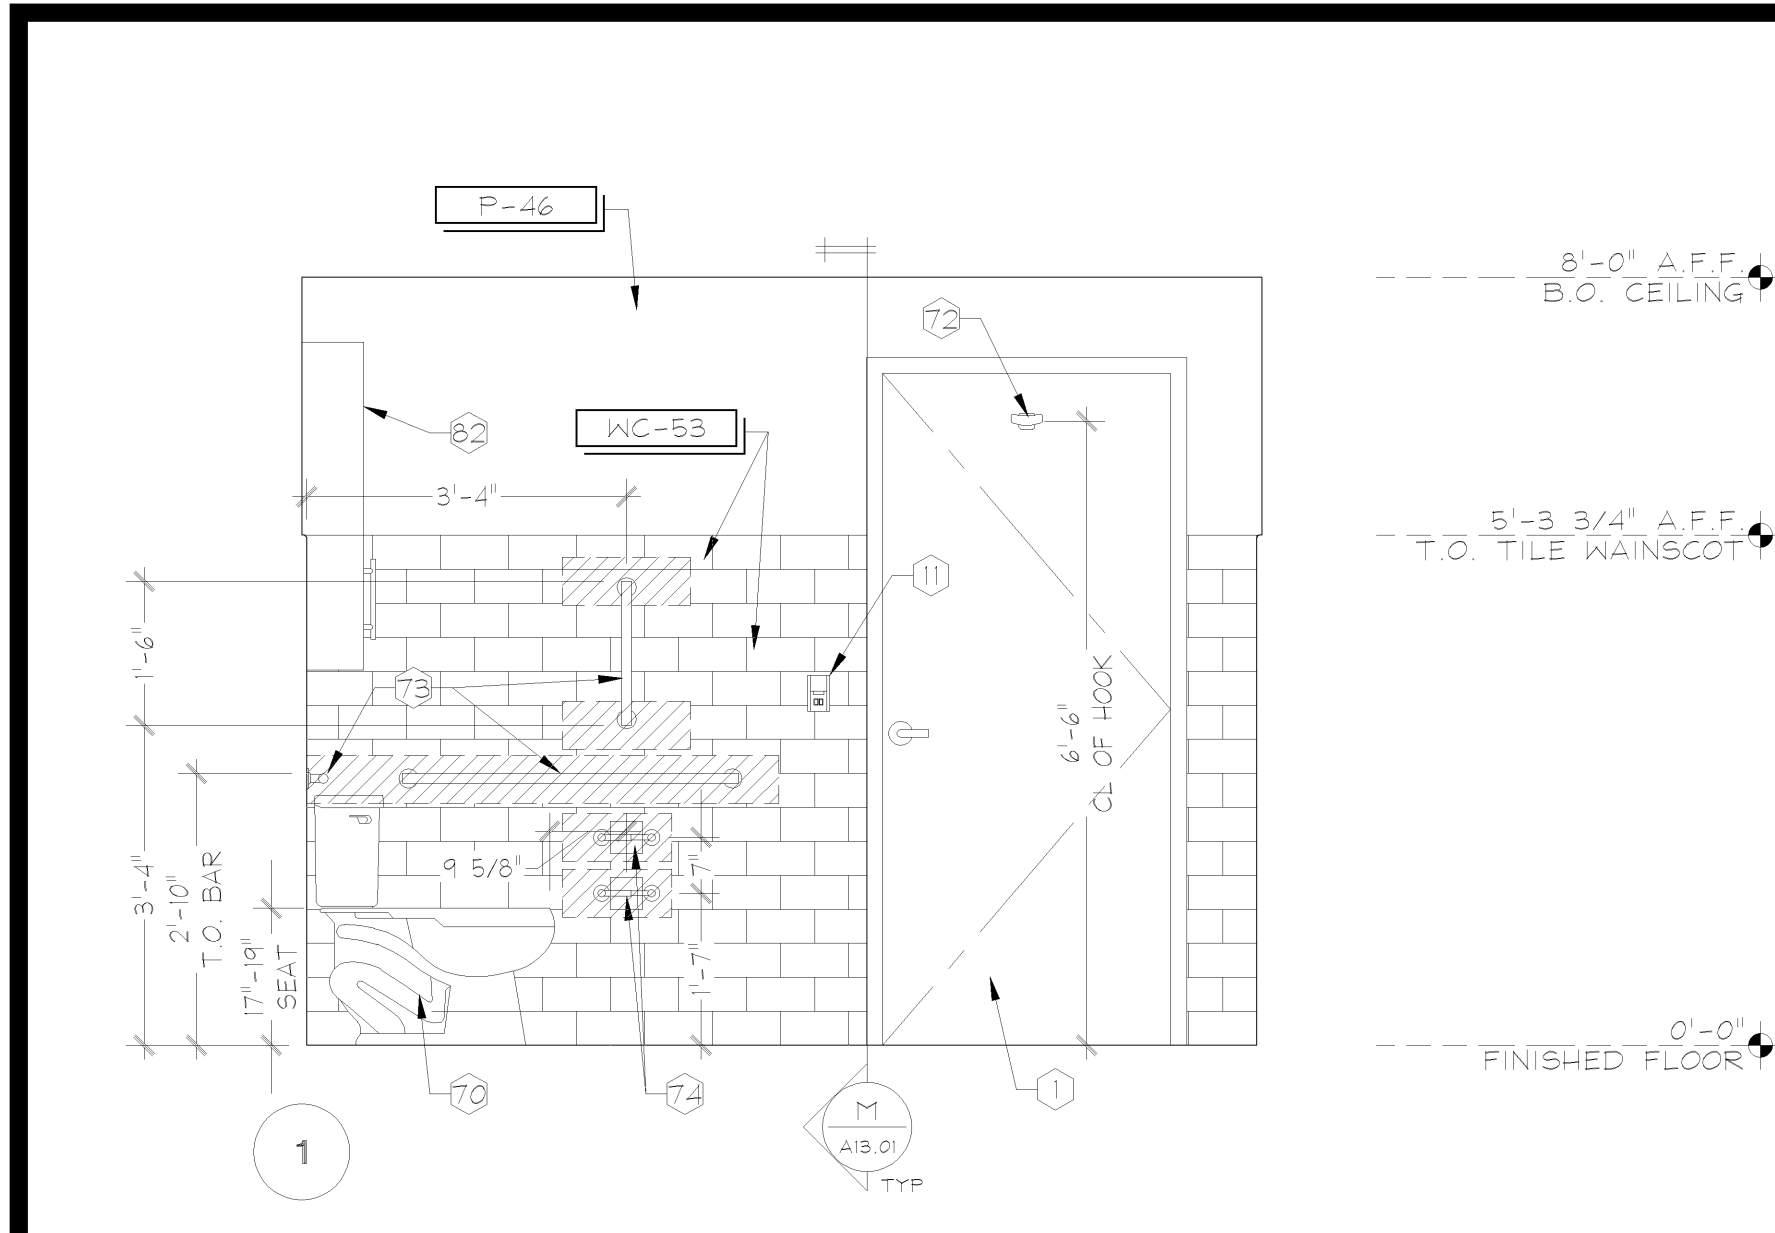 P-46
8'-0" A.F.F.
B.O. CEILING
72
82
WC-53
3'-4"
5'-3 3/4" A.F.F.
T.O. TILE WAINSCOT
11
1'-6"
73
6'-6"
CL OF HOOK
9 5/8"
7"
3'-4"
2'-10"
T.O. BAR
17"-19"
SEAT
1'-7"
0'-0"
FINISHED FLOOR
70
74
1
M
A13.01
TYP
1